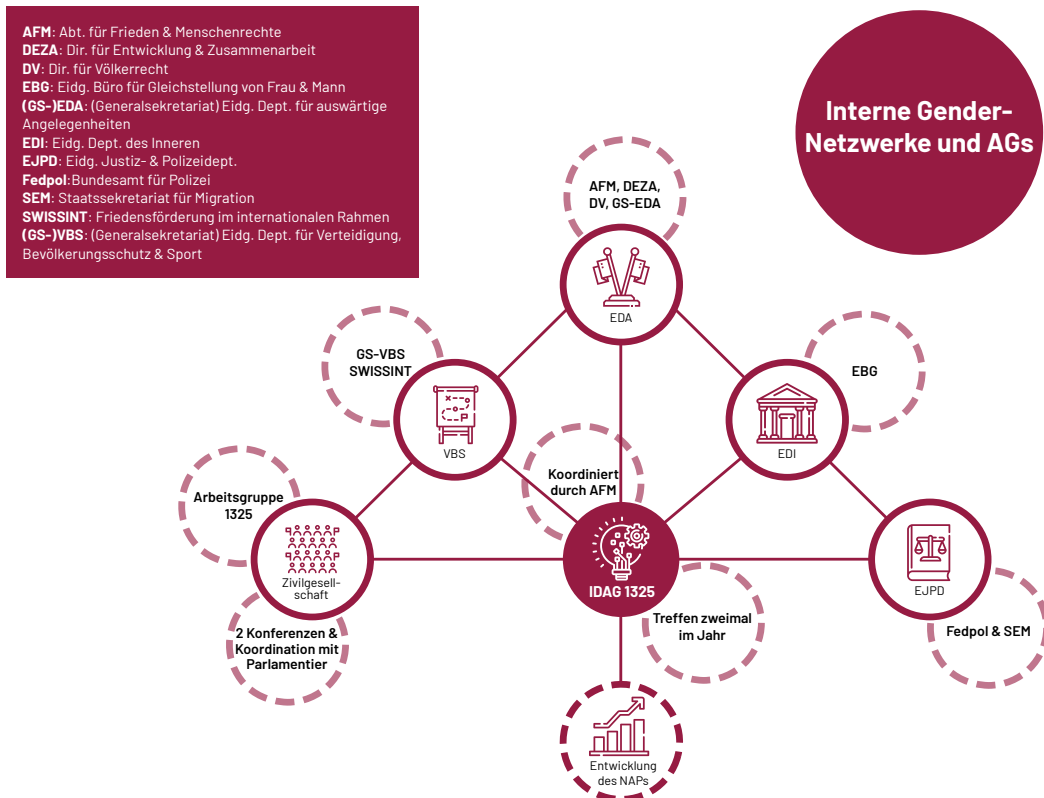 AFM: Abt. für Frieden & Menschenrechte
DEZA: Dir. für Entwicklung & Zusammenarbeit
DV: Dir. für Völkerrecht
EBG: Eidg. Büro für Gleichstellung von Frau & Mann
(GS-)EDA: (Generalsekretariat) Eidg. Dept. für auswärtige
Angelegenheiten
EDI: Eidg. Dept. des Inneren
EJPD: Eidg. Justiz- & Polizeidept.
Fedpol:Bundesamt für Polizei
SEM: Staatssekretariat für Migration
SWISSINT: Friedensförderung im internationalen Rahmen
(GS-)VBS: (Generalsekretariat) Eidg. Dept. für Verteidigung,
Bevölkerungsschutz & Sport
Interne Gender-
Netzwerke und AGs
AFM, DEZA,
DV, GS-EDA
EDA
GS-VBS
SWISSINT
VBS
EBG
EDI
Koordiniert
durch AFM
Arbeitsgruppe
1325
Zivilgesell-
schaft
IDAG 1325
EJPD
2 Konferenzen &
Koordination mit
Parlamentier
Treffen zweimal
im Jahr
Fedpol & SEM
Entwicklung
des NAPs